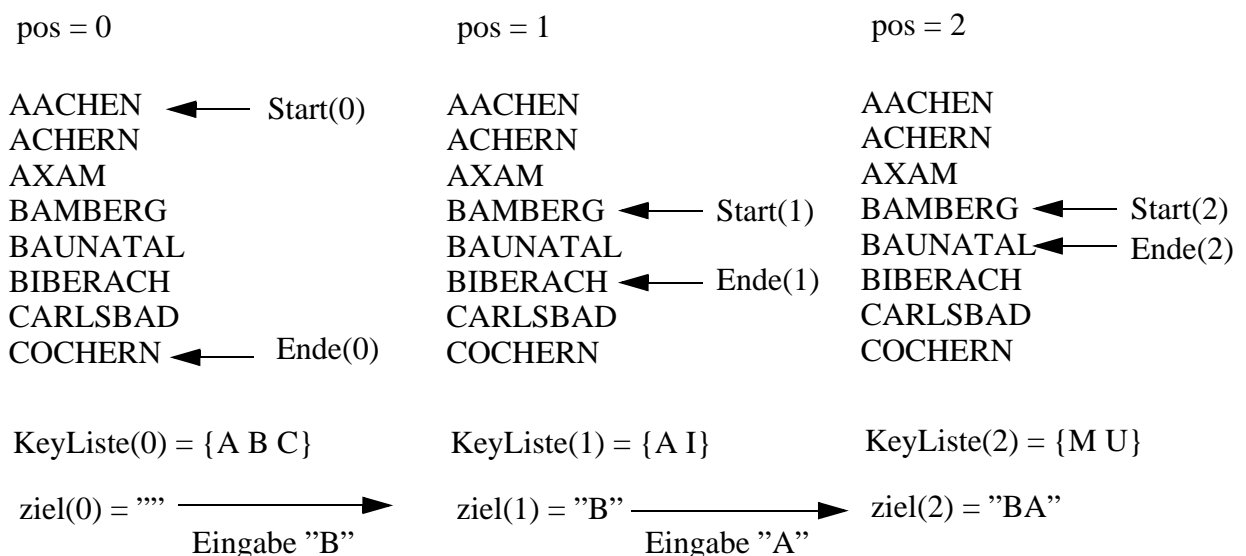 pos = 0
AACHEN Start(0)
ACHERN
AXAM
BAMBERG
BAUNATAL
BIBERACH
CARLSBAD
COCHERN Ende(0)
KeyListe(0) = {A B C}
ziel(0) = ””
Eingabe ”B”
pos = 1
AACHEN
ACHERN
AXAM
BAMBERG Start(1)
BAUNATAL
BIBERACH Ende(1)
CARLSBAD
COCHERN
KeyListe(1) = {A I}
ziel(1) = ”B”
Eingabe ”A”
pos = 2
AACHEN
ACHERN
AXAM
BAMBERG Start(2)
BAUNATAL Ende(2)
BIBERACH
CARLSBAD
COCHERN
KeyListe(2) = {M U}
ziel(2) = ”BA”